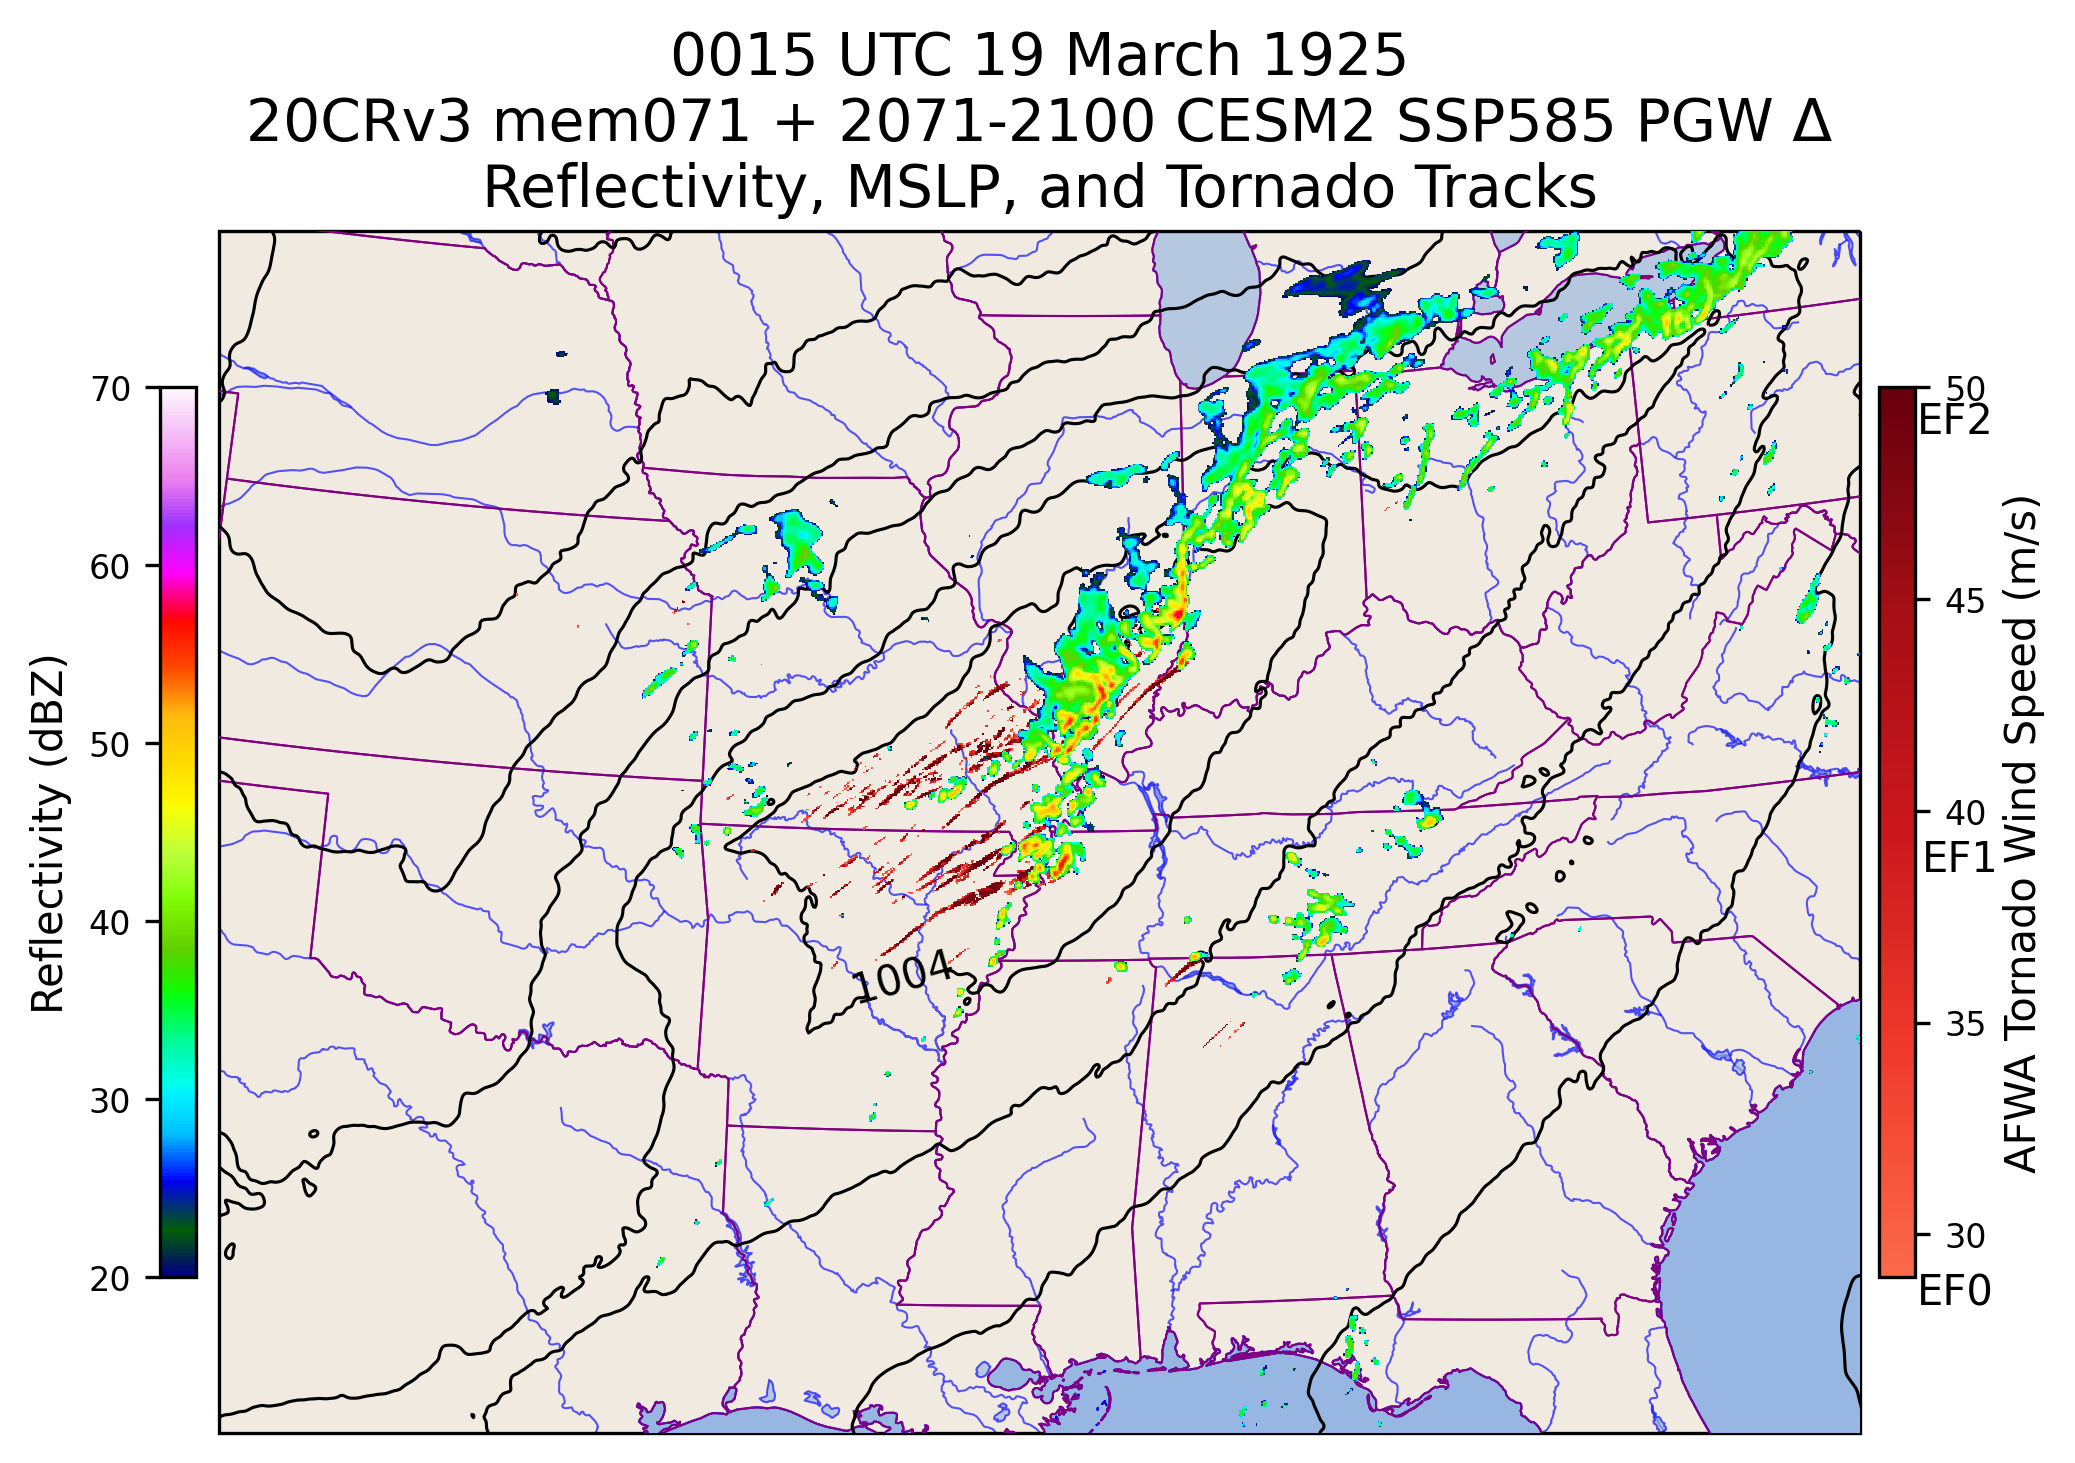 0015 UTC 19 March 1925
20CRv3 mem071 + 2071-2100 CESM2 SSP585 PGW Δ
Reflectivity, MSLP, and Tornado Tracks
70
60
50
40
30
20
Reflectivity (dBZ)
1004
50
EF2
45
40
EF1
35
30
EF0
AFWA Tornado Wind Speed (m/s)